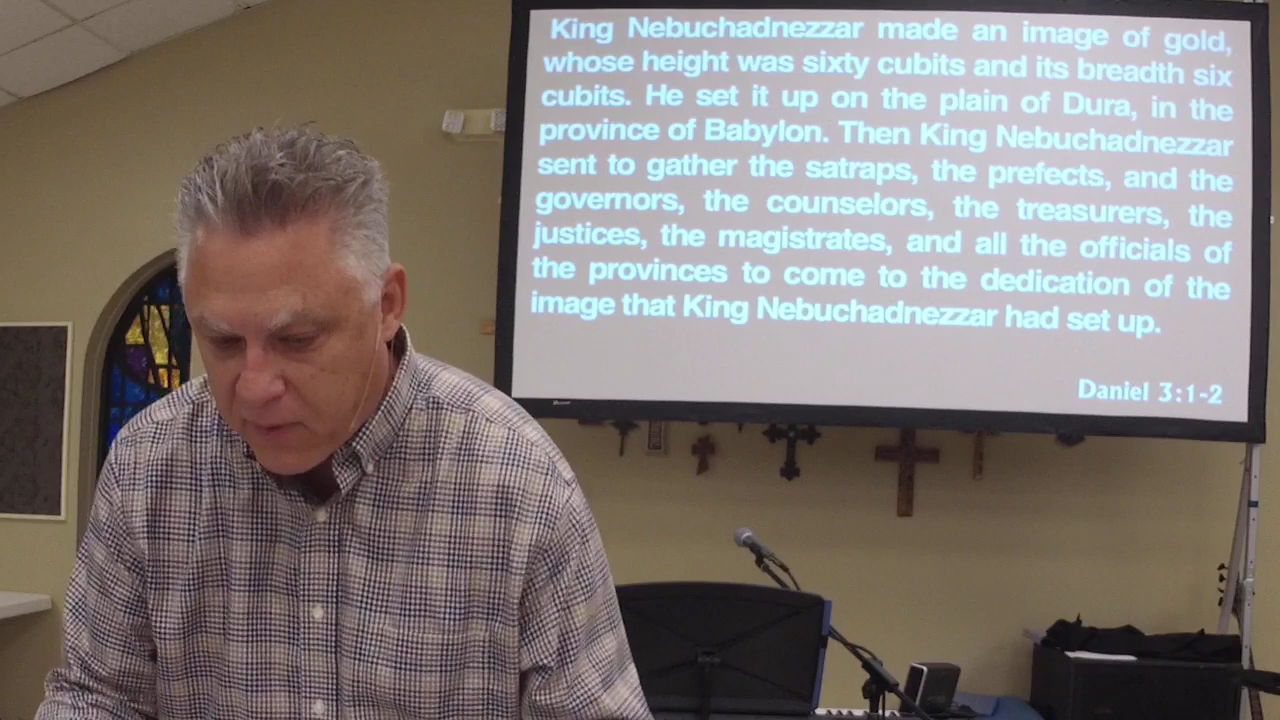 King Nebuchadnezzar made an image of gold,
whose height was sixty cubits and its breadth six
cubits. He set it up on the plain of Dura, in the
province of Babylon. Then King Nebuchadnezzar
sent to gather the satraps, the prefects, and the
governors, the counselors, the treasurers, the
justices, the magistrates, and all the officials of
the provinces to come to the dedication of the
image that King Nebuchadnezzar had set up.
Daniel 3:1-2